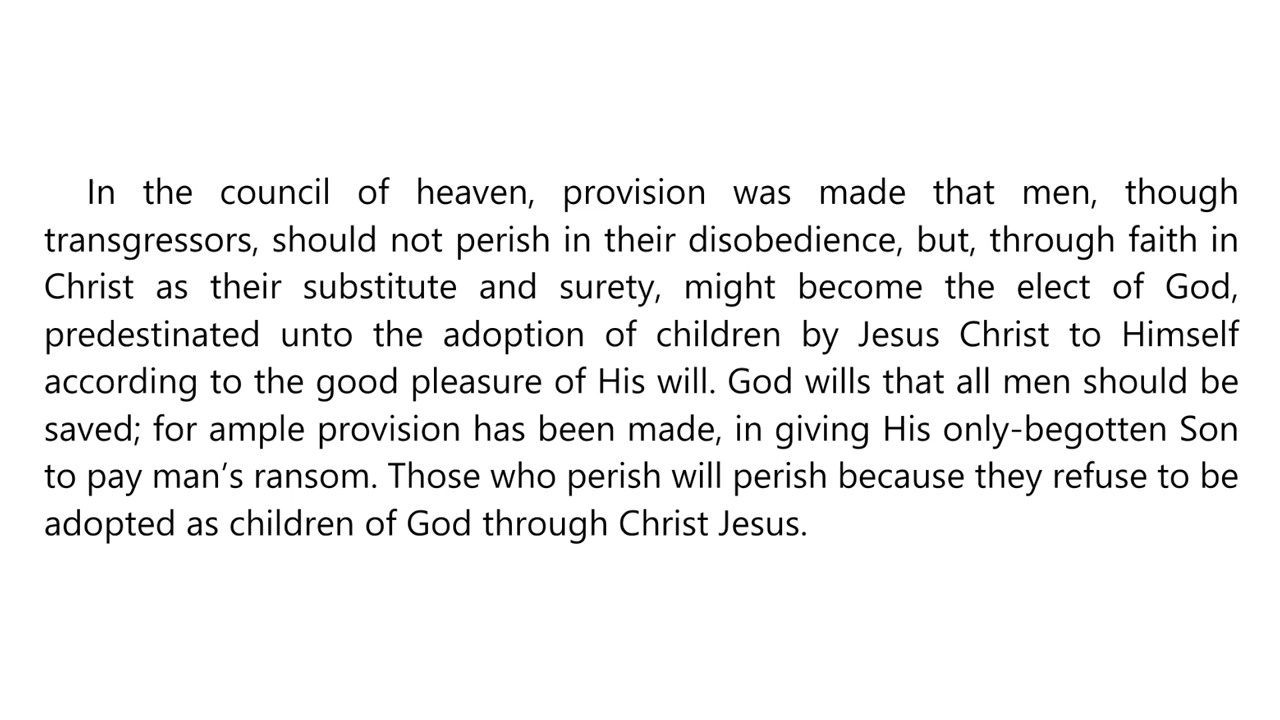 In the council of heaven, provision was made that men, though
transgressors, should not perish in their disobedience, but, through faith in
Christ as their substitute and surety, might become the elect of God,
predestinated unto the adoption of children by Jesus Christ to Himself
according to the good pleasure of His will. God wills that all men should be
saved; for ample provision has been made, in giving His only-begotten Son
to pay man’s ransom. Those who perish will perish because they refuse to be
adopted as children of God through Christ Jesus.